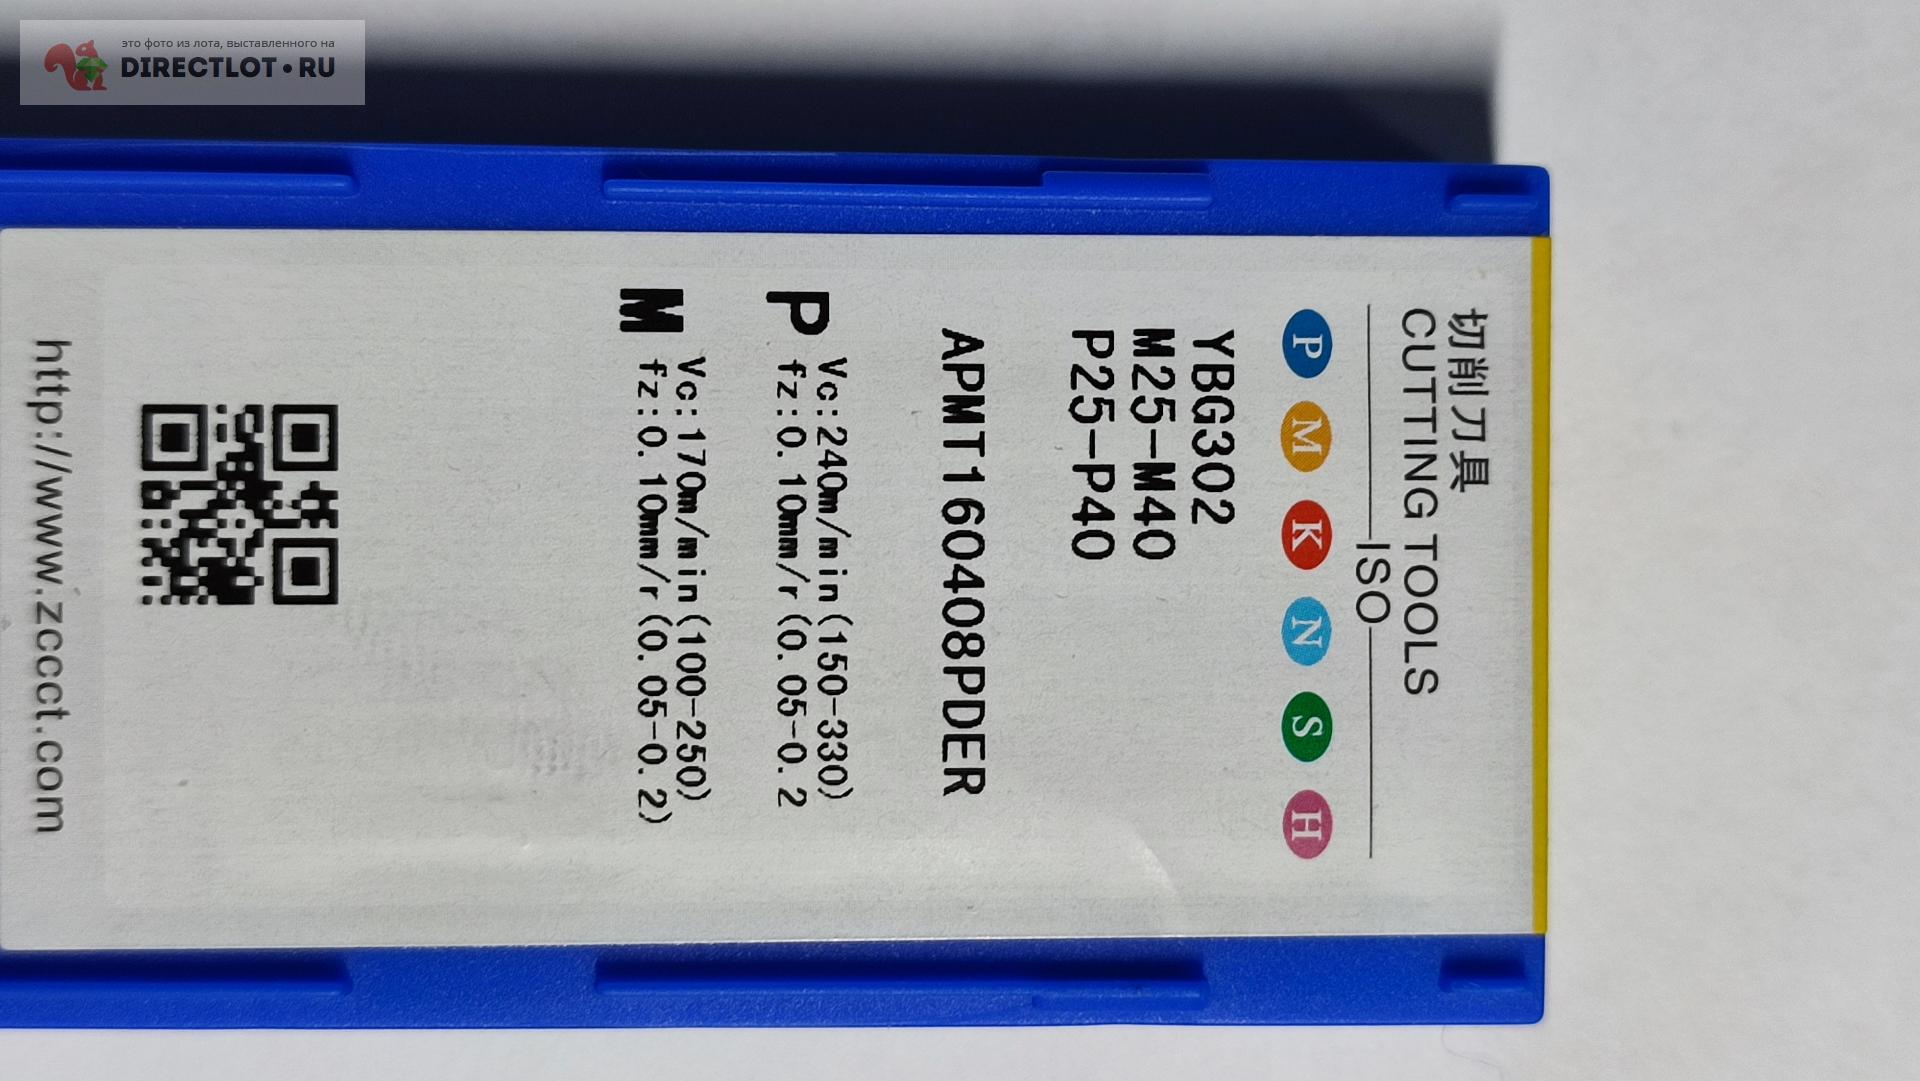 это фото из лота, выставленного на
DIRECTLOT•RU
切削刀具
CUTTING TOOLS
ISO
P M K N S H
YBG302
M25-M40
P25-P40
APMT160408PDER
P
Vc:240m/min(150-330)
fz:0.10mm/r(0.05-0.2
M
Vc:170m/min(100-250)
fz:0.10mm/r(0.05-0.2)
http://www.zccct.com